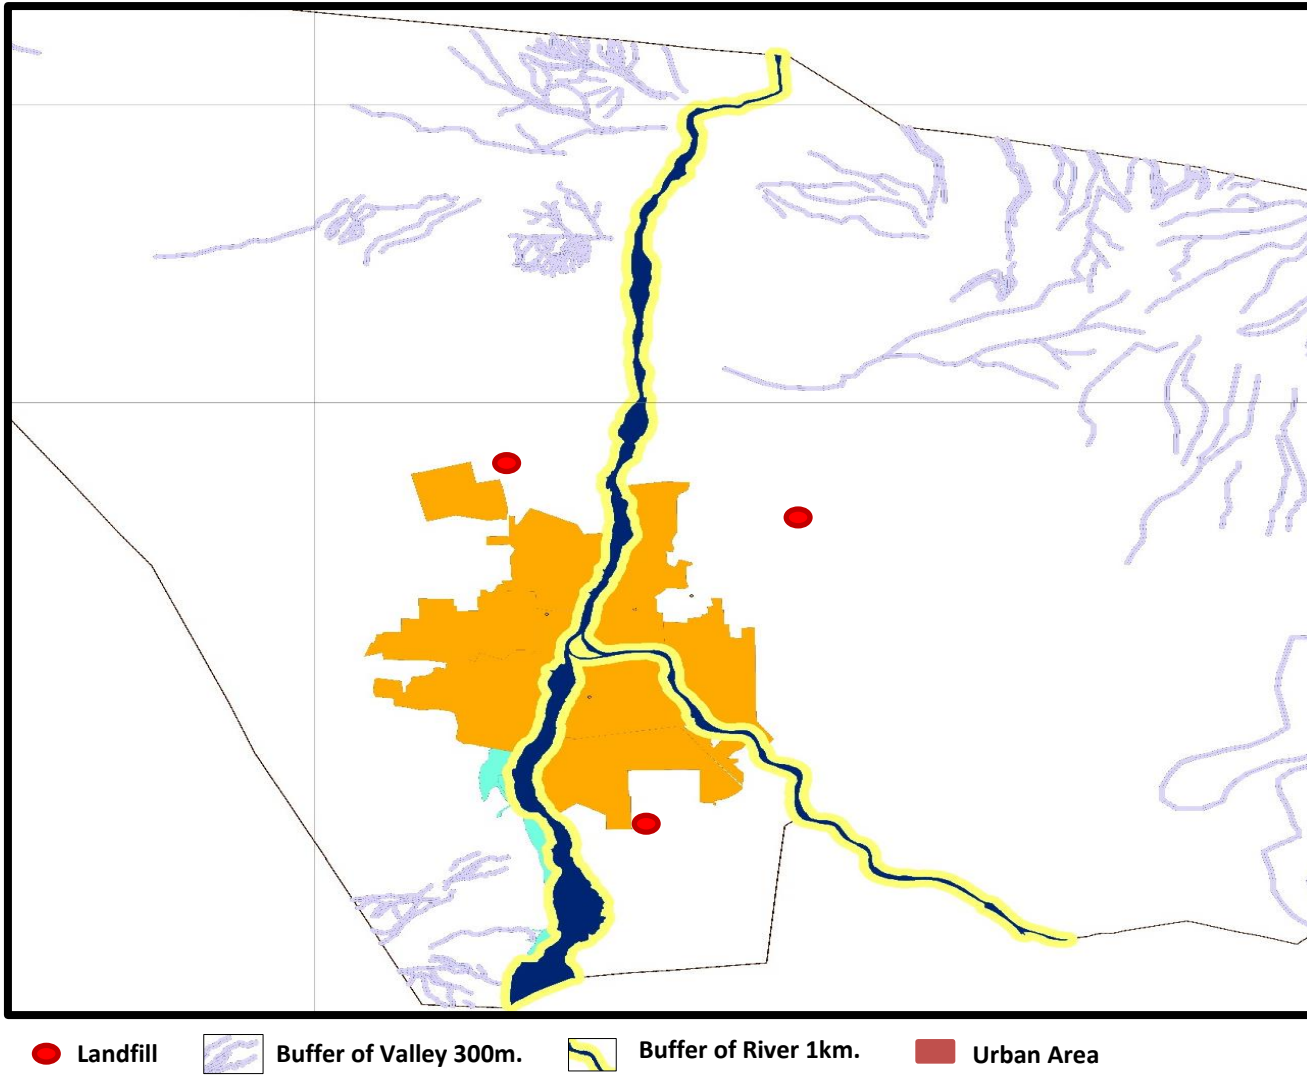 Landfill
Buffer of Valley 300m.
Buffer of River 1km.
Urban Area